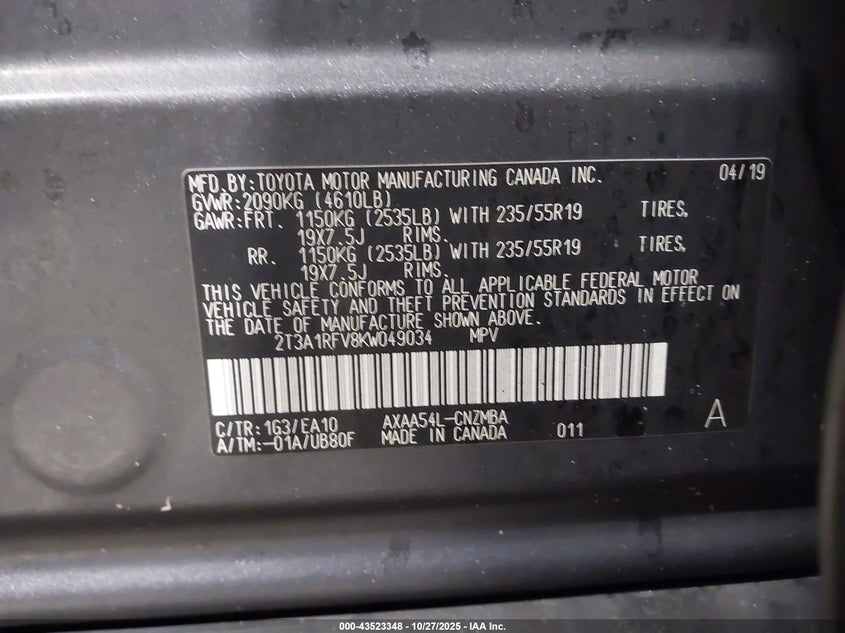 MFD. BY: TOYOTA MOTOR MANUFACTURING CANADA INC. 04/19
GVWR: 2090KG (4610LB)
GAWR: FRT. 1150KG (2535LB) WITH 235/55R19 TIRES,
19X7.5J RIMS.
RR. 1150KG (2535LB) WITH 235/55R19 TIRES,
19X7.5J RIMS.
THIS VEHICLE CONFORMS TO ALL APPLICABLE FEDERAL MOTOR
VEHICLE SAFETY AND THEFT PREVENTION STANDARDS IN EFFECT ON
THE DATE OF MANUFACTURE SHOWN ABOVE.
2T3A1RFV8KW049034 MPV
C/TR: 1G3/EA10 AXAA54L-CNZMBA
A/TM: -01A/UB80F MADE IN CANADA 011 A
000-43523348 - 10/27/2025 - IAA Inc.